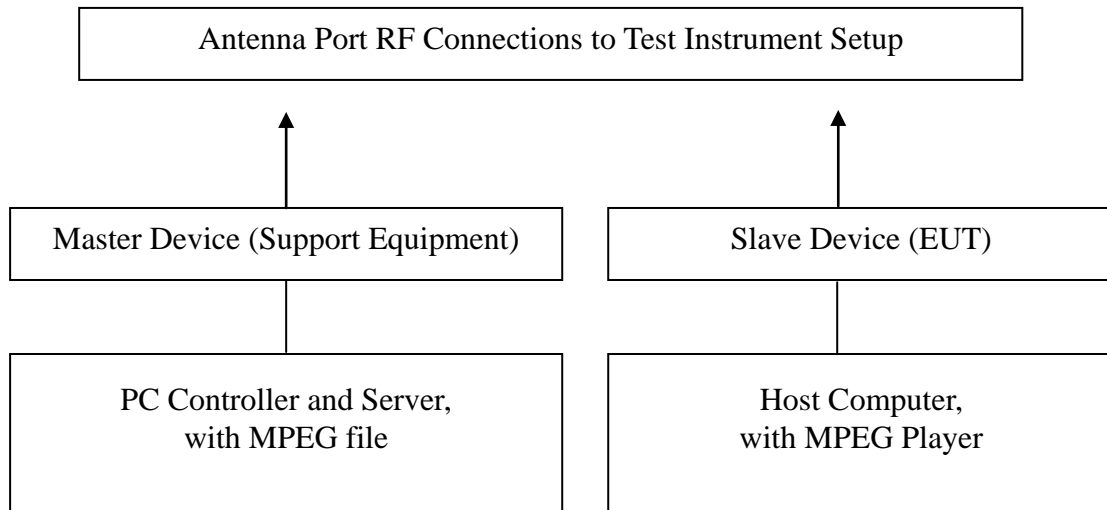 Antenna Port RF Connections to Test Instrument Setup
Master Device (Support Equipment)
Slave Device (EUT)
PC Controller and Server,
with MPEG file
Host Computer,
with MPEG Player